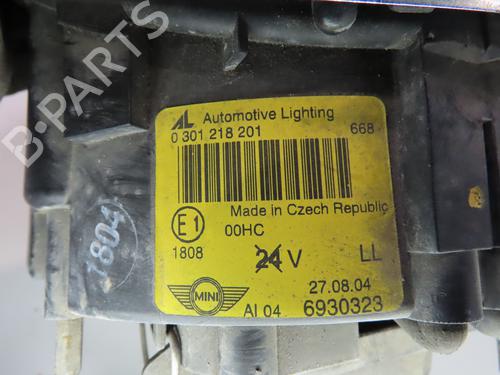 AL Automotive Lighting
0 301 218 201 668
Made in Czech Republic
E1 00HC
1808 24 V LL
MINI 27.08.04
AI 04 6930323
1804
B-PARTS